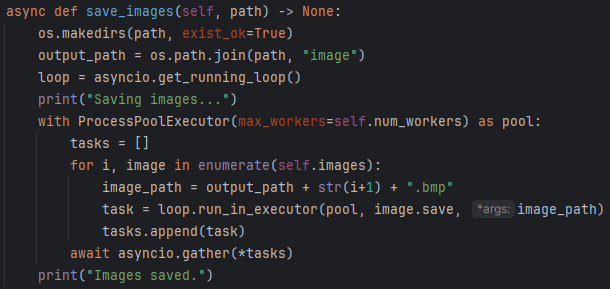 async def save_images(self, path) -> None:
    os.makedirs(path, exist_ok=True)
    output_path = os.path.join(path, "image")
    loop = asyncio.get_running_loop()
    print("Saving images...")
    with ProcessPoolExecutor(max_workers=self.num_workers) as pool:
        tasks = []
        for i, image in enumerate(self.images):
            image_path = output_path + str(i+1) + ".bmp"
            task = loop.run_in_executor(pool, image.save, *args: image_path)
            tasks.append(task)
        await asyncio.gather(*tasks)
    print("Images saved.")